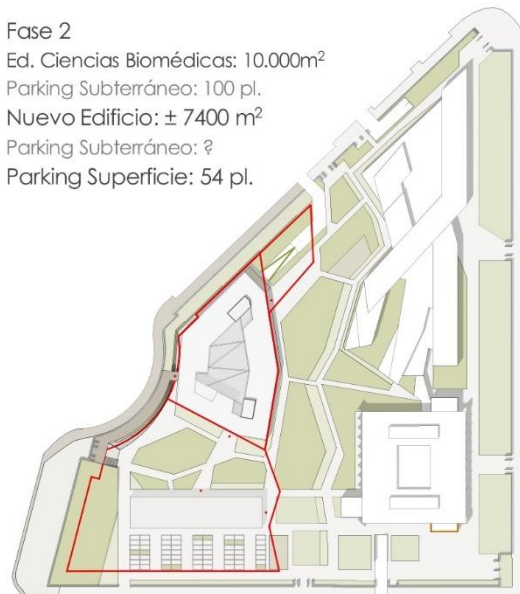 Fase 2
Ed. Ciencias Biomédicas: 10.000m²
Parking Subterráneo: 100 pl.
Nuevo Edificio: ± 7400 m²
Parking Subterráneo: ?
Parking Superficie: 54 pl.